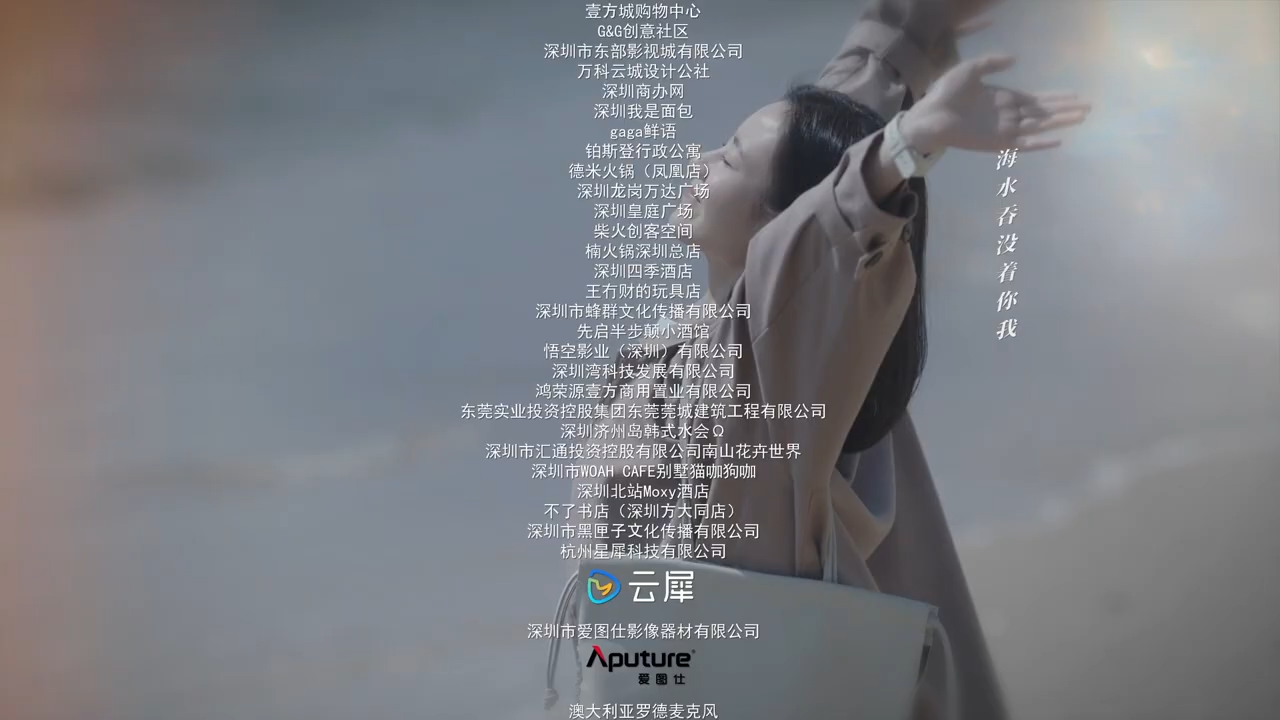 壹方城购物中心
G&G创意社区
深圳市东部影视城有限公司
万科云城设计公社
深圳商办网
深圳我是面包
gaga鲜语
铂斯登行政公寓
德米火锅（凤凰店）
深圳龙岗万达广场
深圳皇庭广场
柴火创客空间
楠火锅深圳总店
深圳四季酒店
王冇财的玩具店
深圳市蜂群文化传播有限公司
先启半步颠小酒馆
悟空影业（深圳）有限公司
深圳湾科技发展有限公司
鸿荣源壹方商用置业有限公司
东莞实业投资控股集团东莞莞城建筑工程有限公司
深圳济州岛韩式水会Ω
深圳市汇通投资控股有限公司南山花卉世界
深圳市WOAH CAFE别墅猫咖狗咖
深圳北站Moxy酒店
不了书店（深圳方大同店）
深圳市黑匣子文化传播有限公司
杭州星犀科技有限公司
云犀
深圳市爱图仕影像器材有限公司
Aputure®
爱图仕
澳大利亚罗德麦克风
海水吞没着你我